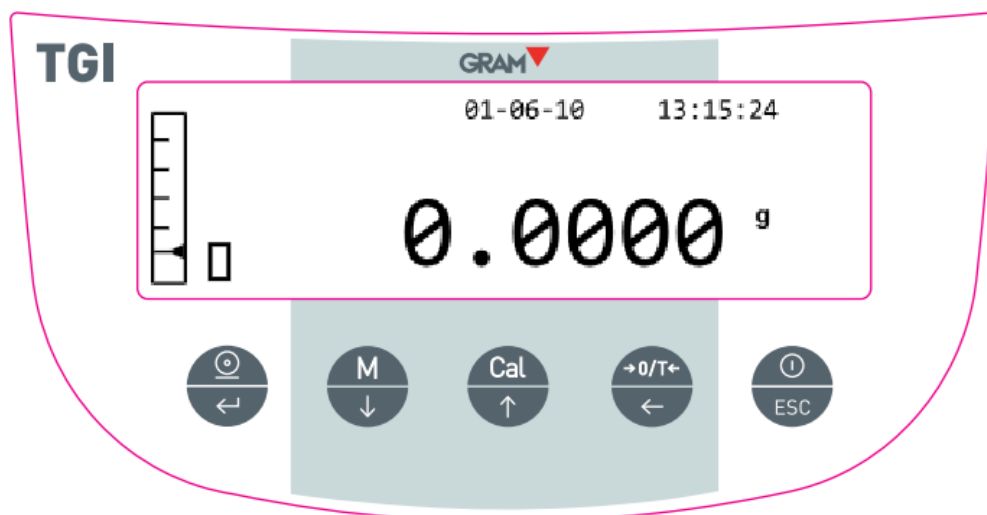 TGI
GRAM
01-06-10 13:15:24
0.0000 g
M Cal →0/T←
↵ ↓ ↑ ← ESC